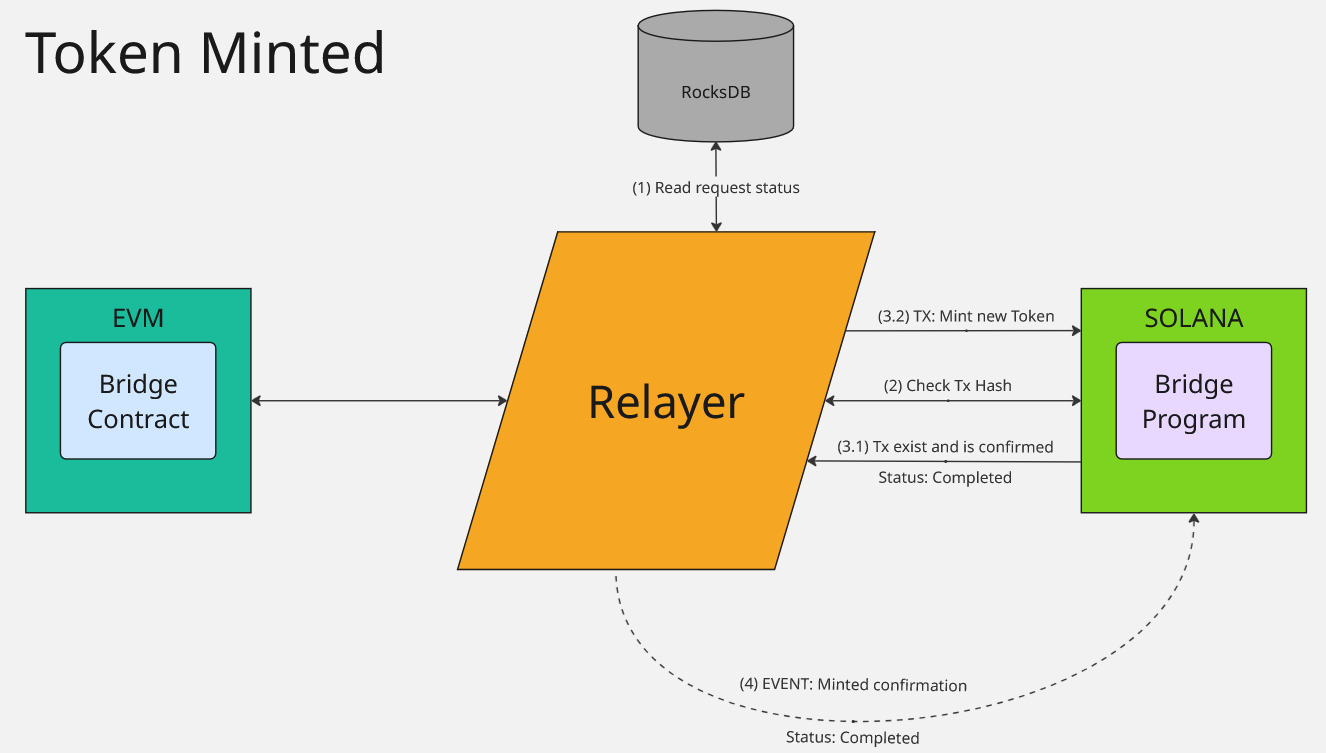 Token Minted
RocksDB
(1) Read request status
EVM
Bridge
Contract
Relayer
(3.2) TX: Mint new Token
(2) Check Tx Hash
(3.1) Tx exist and is confirmed
Status: Completed
SOLANA
Bridge
Program
(4) EVENT: Minted confirmation
Status: Completed